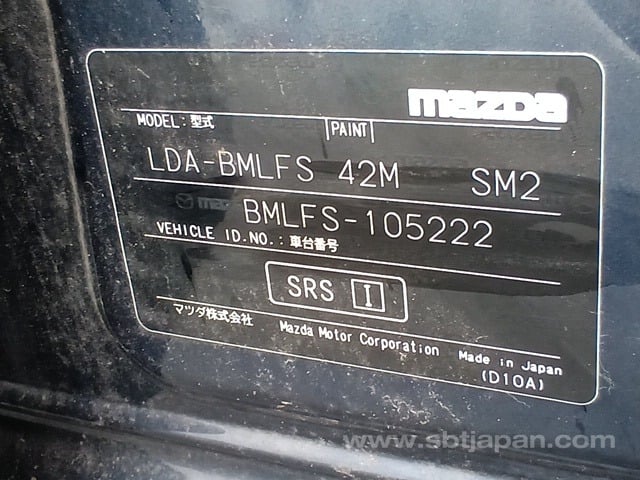 mazda
MODEL: 型式 PAINT
LDA-BMLFS 42M SM2
BMLFS-105222
VEHICLE ID.NO.: 車台番号
SRS I
マツダ株式会社 Mazda Motor Corporation Made in Japan
(D10A)
www.sbtjapan.com